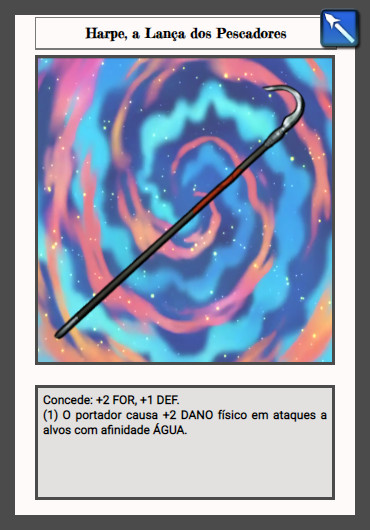 Harpe, a Lança dos Pescadores
Concede: +2 FOR, +1 DEF.
(1) O portador causa +2 DANO físico em ataques a
alvos com afinidade ÁGUA.